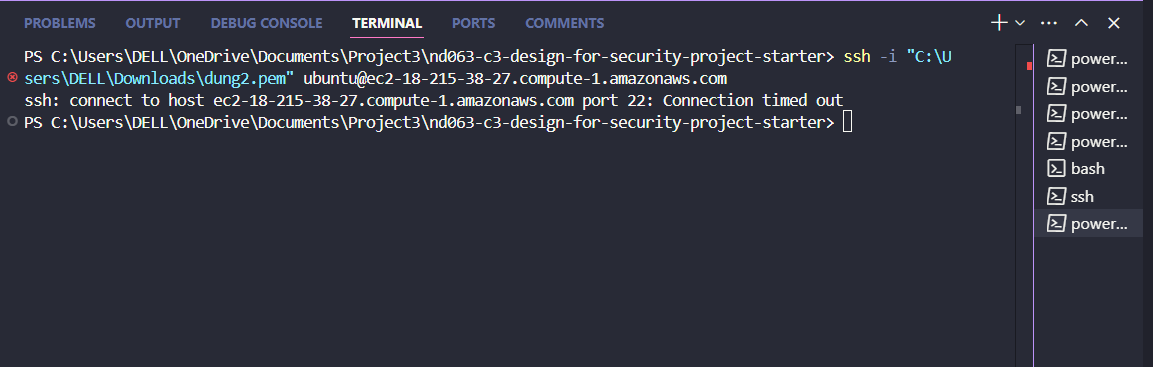 PROBLEMS OUTPUT DEBUG CONSOLE TERMINAL PORTS COMMENTS
PS C:\Users\DELL\OneDrive\Documents\Project3\nd063-c3-design-for-security-project-starter> ssh -i "C:\U
sers\DELL\Downloads\dung2.pem" ubuntu@ec2-18-215-38-27.compute-1.amazonaws.com
ssh: connect to host ec2-18-215-38-27.compute-1.amazonaws.com port 22: Connection timed out
PS C:\Users\DELL\OneDrive\Documents\Project3\nd063-c3-design-for-security-project-starter>
power...
power...
power...
power...
bash
ssh
power...